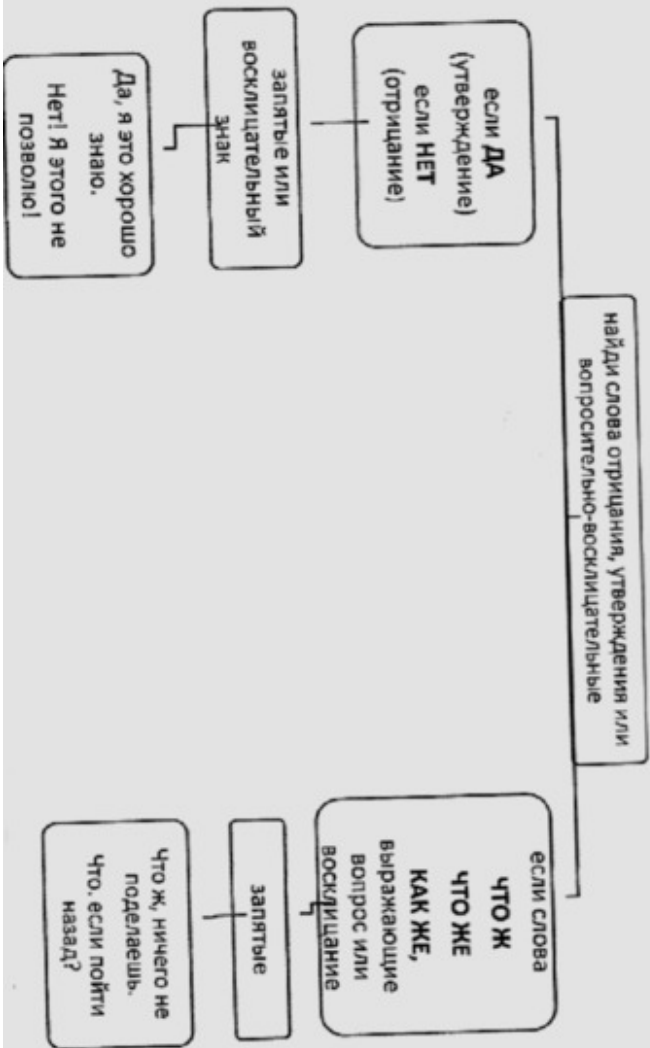 найди слова отрицания, утверждения или
вопросительно-восклицательные
если ДА
(утверждение)
если НЕТ
(отрицание)
запятые или
восклицательный
знак
Да, я это хорошо
знаю.
Нет! Я этого не
позволю!
если слова
ЧТО Ж
ЧТО ЖЕ
КАК ЖЕ,
выражающие
вопрос или
восклицание
запятые
Что ж, ничего не
поделаешь.
Что. если пойти
назад?